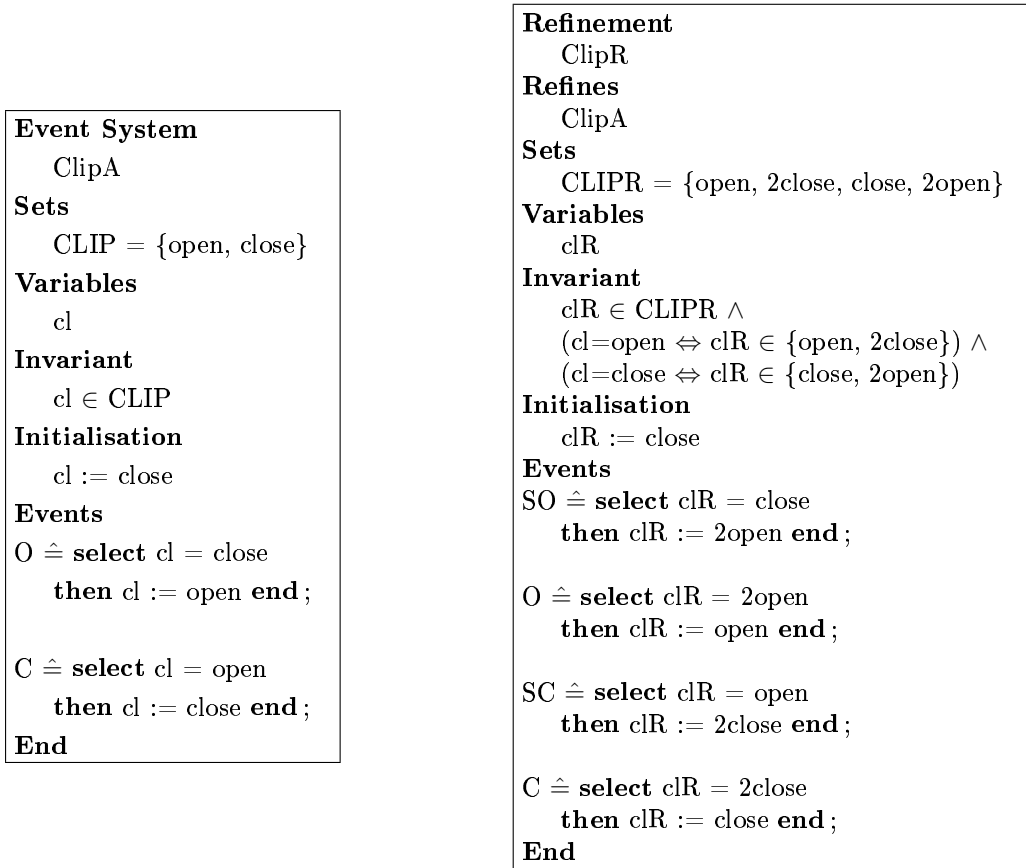 Event System
ClipA
Sets
CLIP = {open, close}
Variables
cl
Invariant
cl ∈ CLIP
Initialisation
cl := close
Events
O ≙ select cl = close
then cl := open end ;
C ≙ select cl = open
then cl := close end ;
End
Refinement
ClipR
Refines
ClipA
Sets
CLIPR = {open, 2close, close, 2open}
Variables
clR
Invariant
clR ∈ CLIPR ∧
(cl=open ⇔ clR ∈ {open, 2close}) ∧
(cl=close ⇔ clR ∈ {close, 2open})
Initialisation
clR := close
Events
SO ≙ select clR = close
then clR := 2open end ;
O ≙ select clR = 2open
then clR := open end ;
SC ≙ select clR = open
then clR := 2close end ;
C ≙ select clR = 2close
then clR := close end ;
End